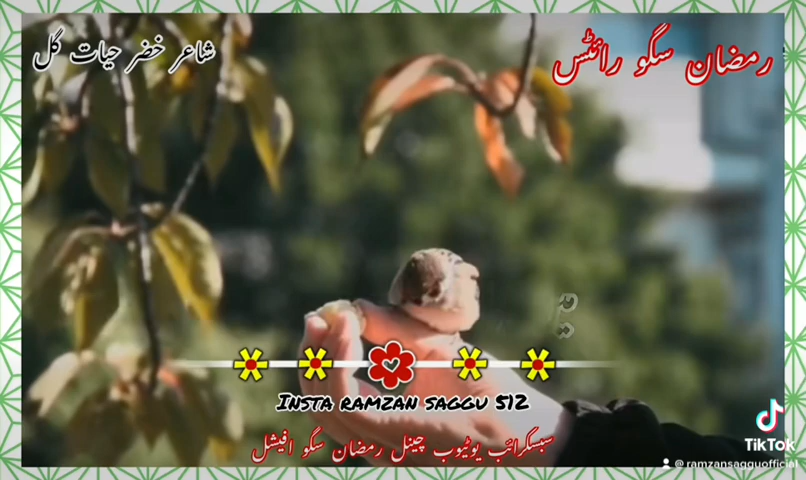 رمضان سگو رائٹس
شاعر خضر حیات گل
INSTA RAMZAN SAGGU 512
سبسکرائب یوٹیوب چینل رمضان سگو افیشل
TikTok
@ramzansagguofficial